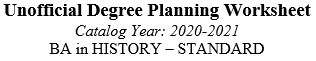 Unofficial Degree Planning Worksheet
Catalog Year: 2020-2021
BA in HISTORY – STANDARD